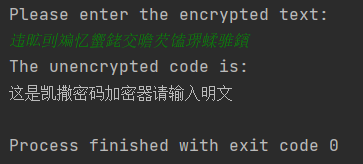 Please enter the encrypted text:
The unencrypted code is:
这是凯撒密码加密器请输入明文
Process finished with exit code 0